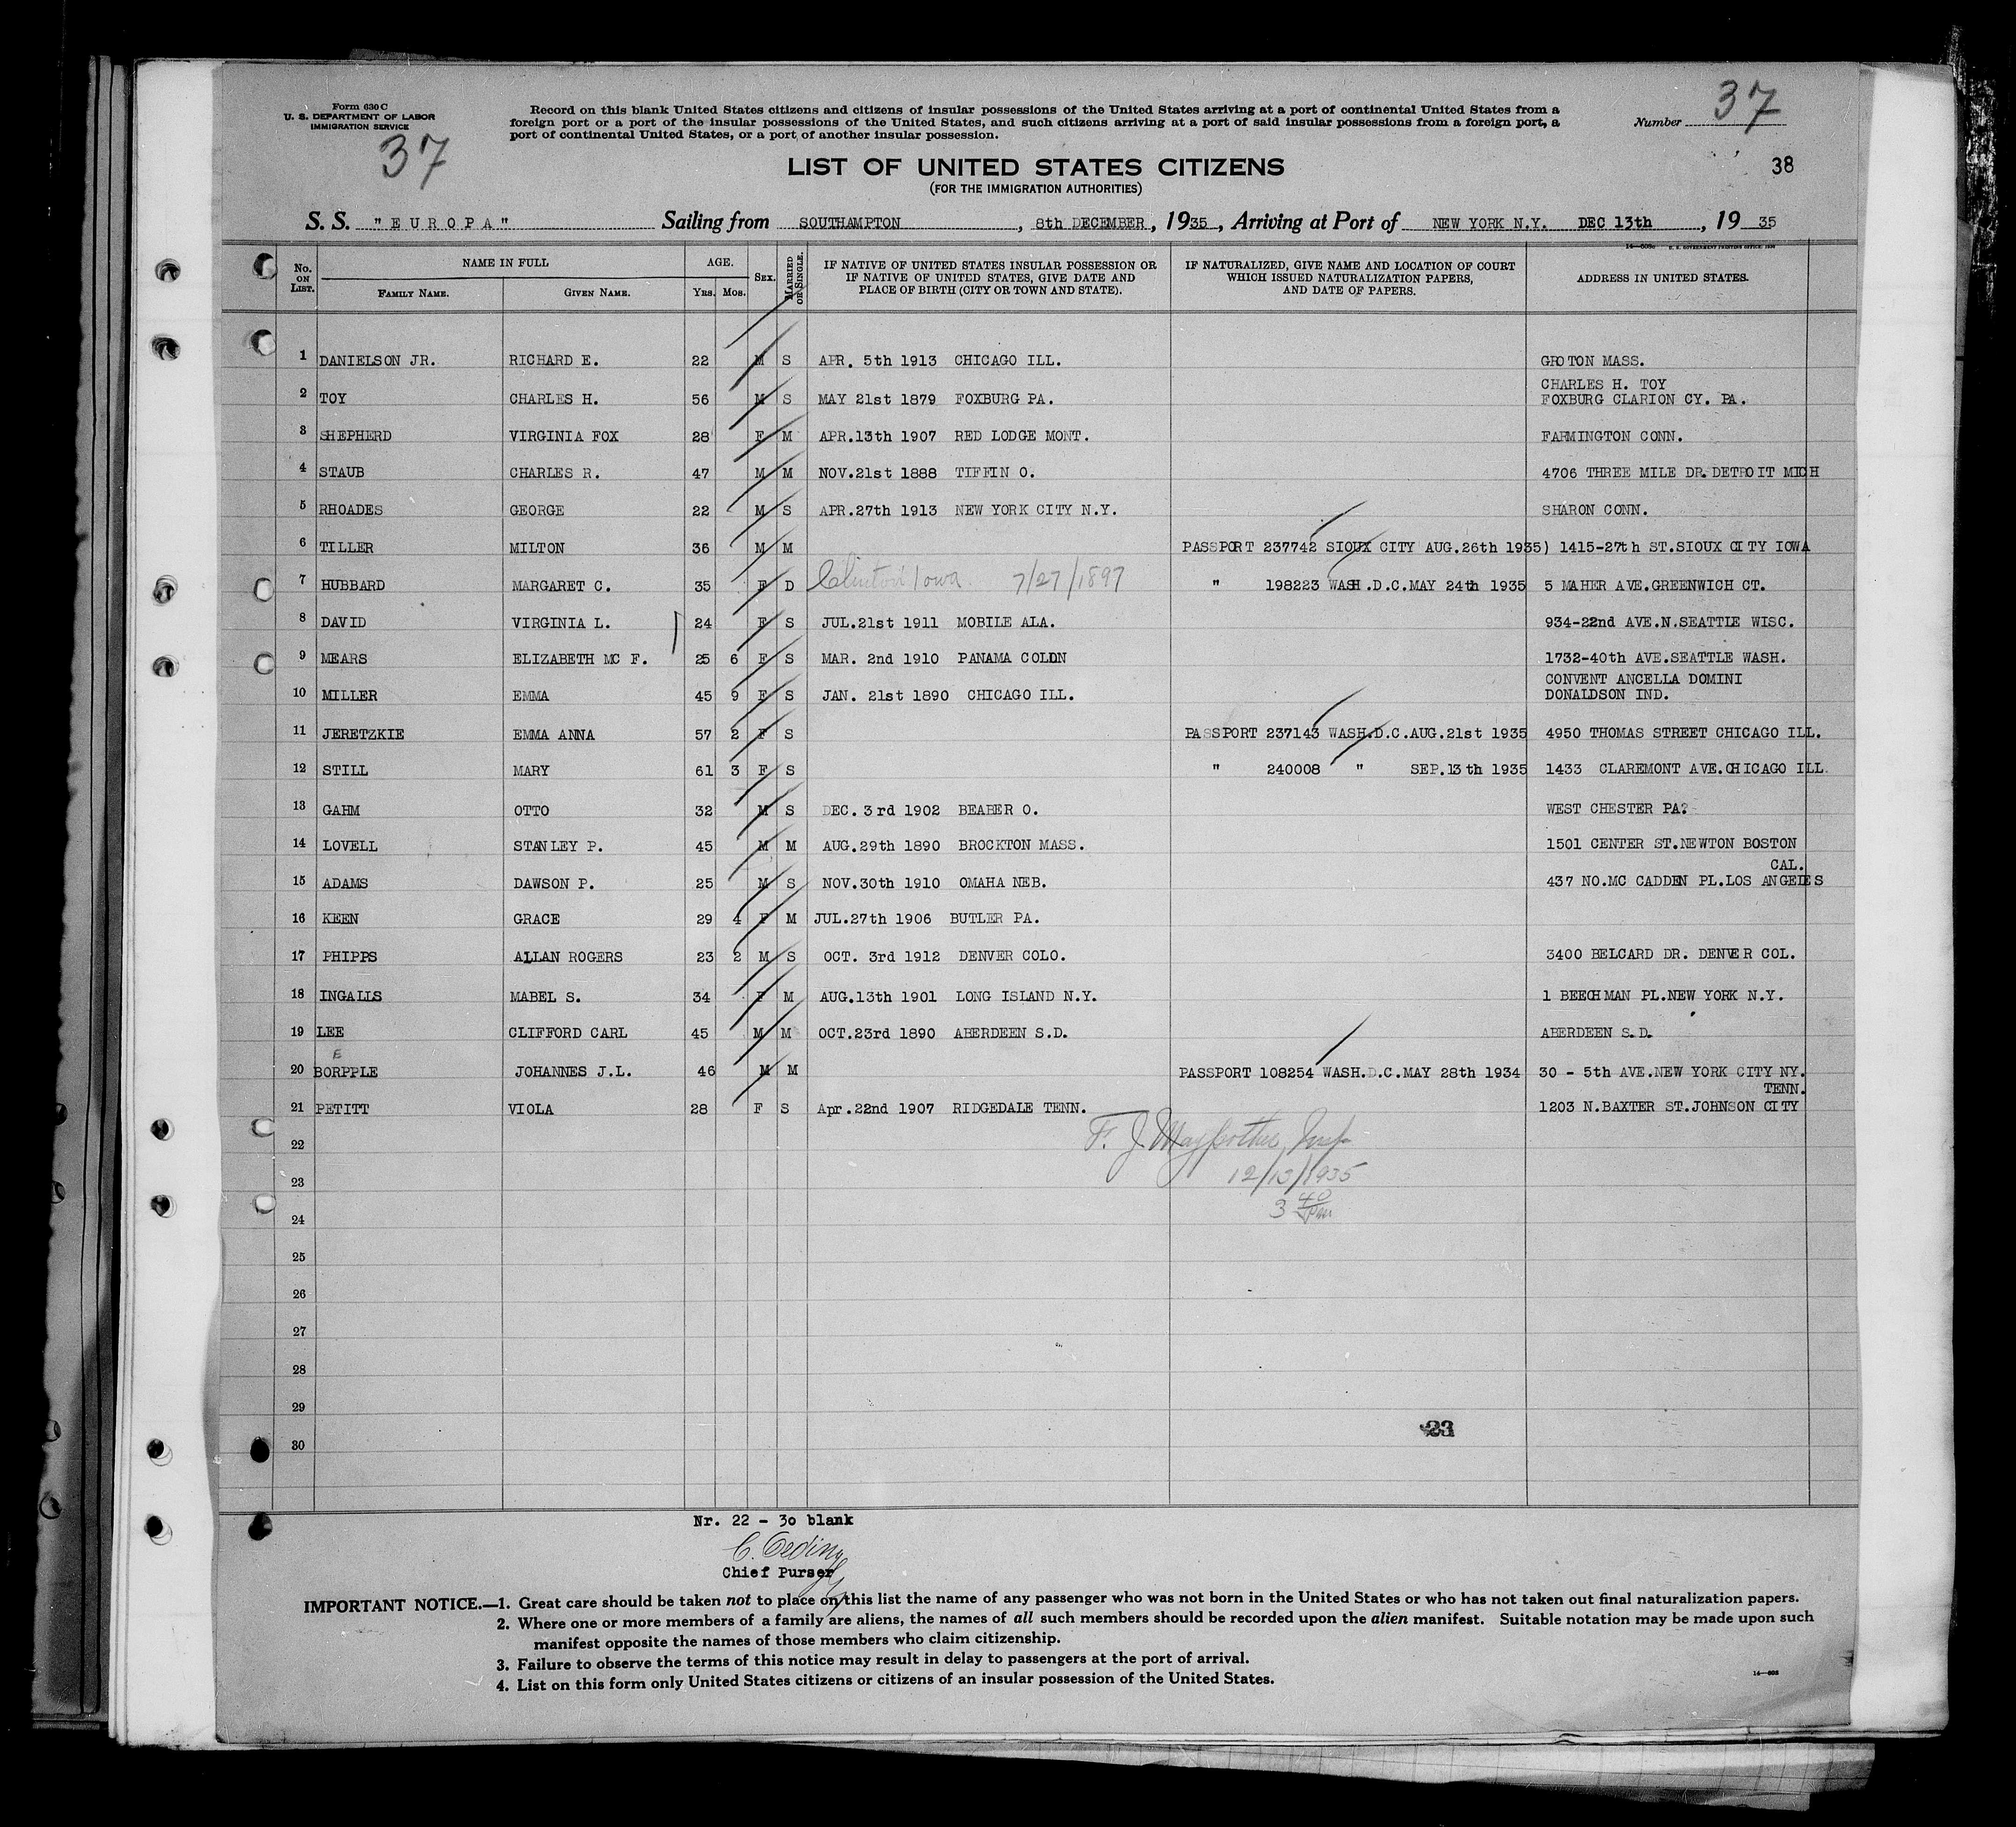 Form 630 C
U. S. DEPARTMENT OF LABOR
IMMIGRATION SERVICE
37
Record on this blank United States citizens and citizens of insular possessions of the United States arriving at a port of continental United States from a
foreign port or a port of the insular possessions of the United States, and such citizens arriving at a port of said insular possessions from a foreign port, a
port of continental United States, or a port of another insular possession.
Number 37
38
LIST OF UNITED STATES CITIZENS
(FOR THE IMMIGRATION AUTHORITIES)
S. S. "EUROPA" Sailing from SOUTHAMPTON, 8th DECEMBER, 1935, Arriving at Port of NEW YORK N.Y. DEC 13th, 1935
No. ON LIST. NAME IN FULL FAMILY NAME. GIVEN NAME. AGE. YRS. MOS. SEX. MARRIED OR SINGLE. IF NATIVE OF UNITED STATES INSULAR POSSESSION OR IF NATIVE OF UNITED STATES, GIVE DATE AND PLACE OF BIRTH (CITY OR TOWN AND STATE). IF NATURALIZED, GIVE NAME AND LOCATION OF COURT WHICH ISSUED NATURALIZATION PAPERS, AND DATE OF PAPERS. ADDRESS IN UNITED STATES.
1 DANIELSON JR. RICHARD E. 22 M S APR. 5th 1913 CHICAGO ILL. GROTON MASS.
CHARLES H. TOY
2 TOY CHARLES H. 56 M S MAY 21st 1879 FOXBURG PA. FOXBURG CLARION CY. PA.
3 SHEPHERD VIRGINIA FOX 28 F M APR.13th 1907 RED LODGE MONT. FARMINGTON CONN.
4 STAUB CHARLES R. 47 M M NOV.21st 1888 TIFFIN O. 4706 THREE MILE DR.DETROIT MICH
5 RHOADES GEORGE 22 M S APR.27th 1913 NEW YORK CITY N.Y. SHARON CONN.
6 TILLER MILTON 36 M M PASSPORT 237742 SIOUX CITY AUG.26th 1935) 1415-27th ST.SIOUX CITY IOWA
7 HUBBARD MARGARET C. 35 F D Clinton Iowa 7/27/1897 " 198223 WASH.D.C.MAY 24th 1935 5 MAHER AVE.GREENWICH CT.
8 DAVID VIRGINIA L. 24 F S JUL.21st 1911 MOBILE ALA. 934-22nd AVE.N.SEATTLE WISC.
9 MEARS ELIZABETH MC F. 25 6 F S MAR. 2nd 1910 PANAMA COLON 1732-40th AVE.SEATTLE WASH.
CONVENT ANCELLA DOMINI
10 MILLER EMMA 45 9 F S JAN. 21st 1890 CHICAGO ILL. DONALDSON IND.
11 JERETZKIE EMMA ANNA 57 2 F S PASSPORT 237143 WASH.D.C.AUG.21st 1935 4950 THOMAS STREET CHICAGO ILL.
12 STILL MARY 61 3 F S " 240008 " SEP.13th 1935 1433 CLAREMONT AVE.CHICAGO ILL.
13 GAHM OTTO 32 M S DEC. 3rd 1902 BEABER O. WEST CHESTER PA?
14 LOVELL STANLEY P. 45 M M AUG.29th 1890 BROCKTON MASS. 1501 CENTER ST.NEWTON BOSTON
CAL.
15 ADAMS DAWSON P. 25 M S NOV.30th 1910 OMAHA NEB. 437 NO.MC CADDEN PL.LOS ANGELES
16 KEEN GRACE 29 4 F M JUL.27th 1906 BUTLER PA.
17 PHIPPS ALLAN ROGERS 23 2 M S OCT. 3rd 1912 DENVER COLO. 3400 BELCARD DR. DENVER COL.
18 INGALLS MABEL S. 34 F M AUG.13th 1901 LONG ISLAND N.Y. 1 BEECHMAN PL.NEW YORK N.Y.
19 LEE CLIFFORD CARL 45 M M OCT.23rd 1890 ABERDEEN S.D. ABERDEEN S.D.
E
20 BORPPLE JOHANNES J.L. 46 M M PASSPORT 108254 WASH.D.C.MAY 28th 1934 30 - 5th AVE.NEW YORK CITY NY.
TENN.
21 PETITT VIOLA 28 F S Apr.22nd 1907 RIDGEDALE TENN. 1203 N.BAXTER ST.JOHNSON CITY
22 F. J.
23 12/13/1935
24 3 40 pm
25
26
27
28
29
23
30
Nr. 22 - 3o blank
Chief Purser
IMPORTANT NOTICE.—1. Great care should be taken not to place on this list the name of any passenger who was not born in the United States or who has not taken out final naturalization papers.
2. Where one or more members of a family are aliens, the names of all such members should be recorded upon the alien manifest. Suitable notation may be made upon such
manifest opposite the names of those members who claim citizenship.
3. Failure to observe the terms of this notice may result in delay to passengers at the port of arrival.
4. List on this form only United States citizens or citizens of an insular possession of the United States.